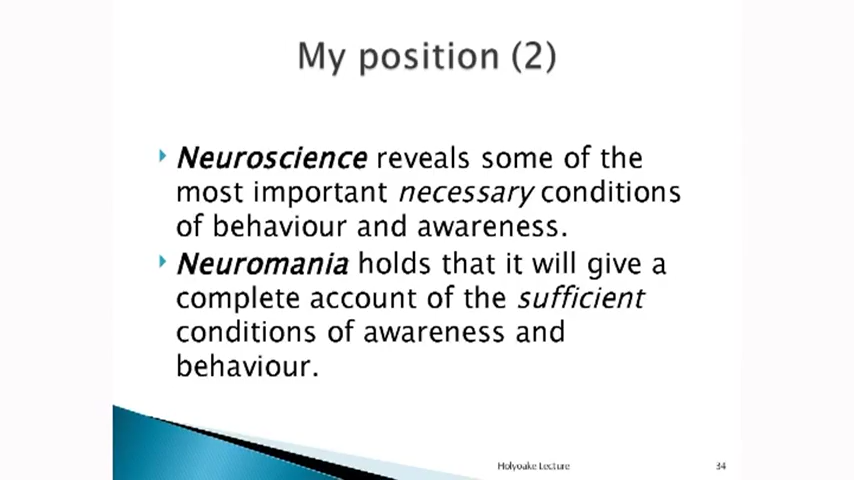 My position (2)
Neuroscience reveals some of the
most important necessary conditions
of behaviour and awareness.
Neuromania holds that it will give a
complete account of the sufficient
conditions of awareness and
behaviour.
Holyoake Lecture
34